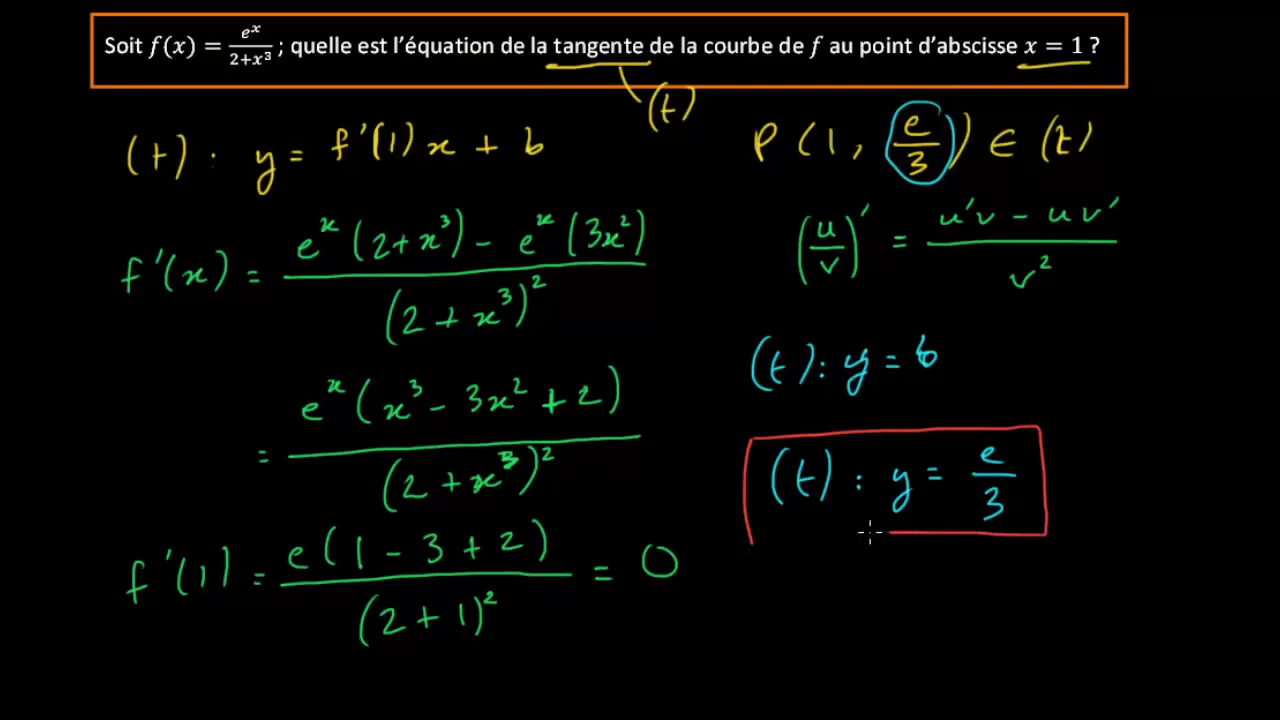 Soit f(x) = e^x/(2+x^3) ; quelle est l'équation de la tangente de la courbe de f au point d'abscisse x = 1 ?
(t)
(t) : y = f'(1) x + b
P (1, e/3) ∈ (t)
f'(x) = (e^x (2+x^3) - e^x (3x^2))/(2 + x^3)^2
(u/v)' = (u'v - uv')/v^2
= e^x (x^3 - 3x^2 + 2)/(2 + x^3)^2
f'(1) = e(1 - 3 + 2)/(2 + 1)^2 = 0
(t) : y = b
(t) : y = e/3